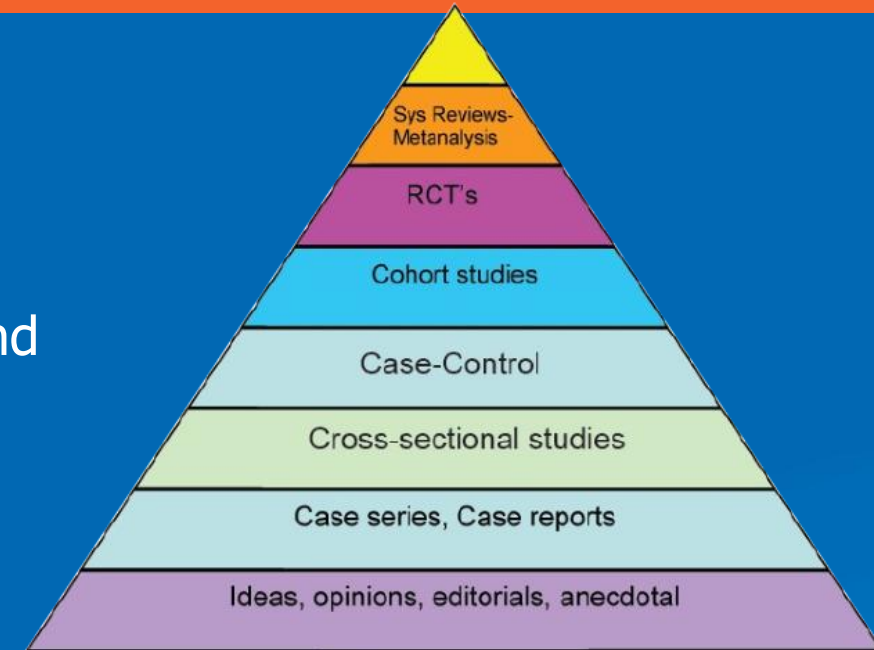 Sys Reviews-
Metanalysis
RCT's
Cohort studies
nd
Case-Control
Cross-sectional studies
Case series, Case reports
Ideas, opinions, editorials, anecdotal